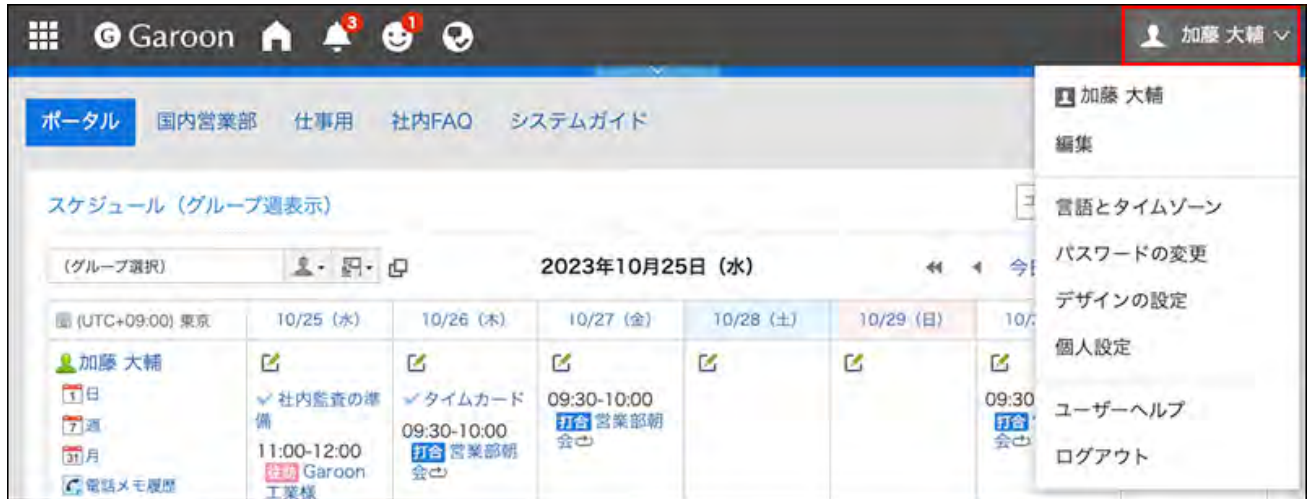 Garoon 3 1 加藤 大輔
加藤 大輔
編集
言語とタイムゾーン
パスワードの変更
デザインの設定
個人設定
ユーザーヘルプ
ログアウト
ポータル 国内営業部 仕事用 社内FAQ システムガイド
スケジュール（グループ週表示）
（グループ選択） 2023年10月25日（水）
(UTC+09:00) 東京 10/25（水） 10/26（木） 10/27（金） 10/28（土） 10/29（日） 10/
加藤 大輔
1 日
7 週
31 月
電話メモ履歴
社内監査の準
備
11:00-12:00
往訪 Garoon
工業様
タイムカード
09:30-10:00
打合 営業部朝
会
09:30-10:00
打合 営業部朝
会
09:30
打合
会